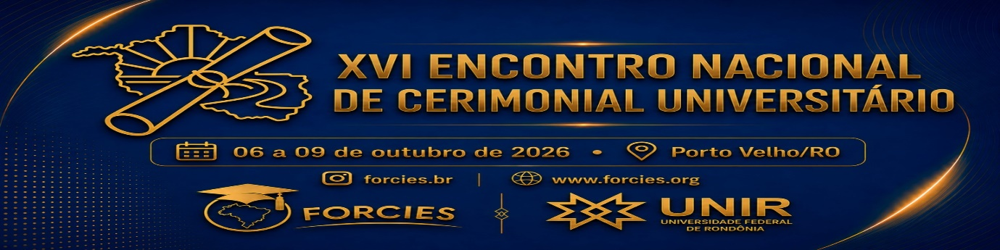 XVI ENCONTRO NACIONAL
DE CERIMONIAL UNIVERSITÁRIO
06 a 09 de outubro de 2026 • Porto Velho/RO
forcies.br | www.forcies.org
FORCIES
UNIR
UNIVERSIDADE FEDERAL
DE RONDÔNIA